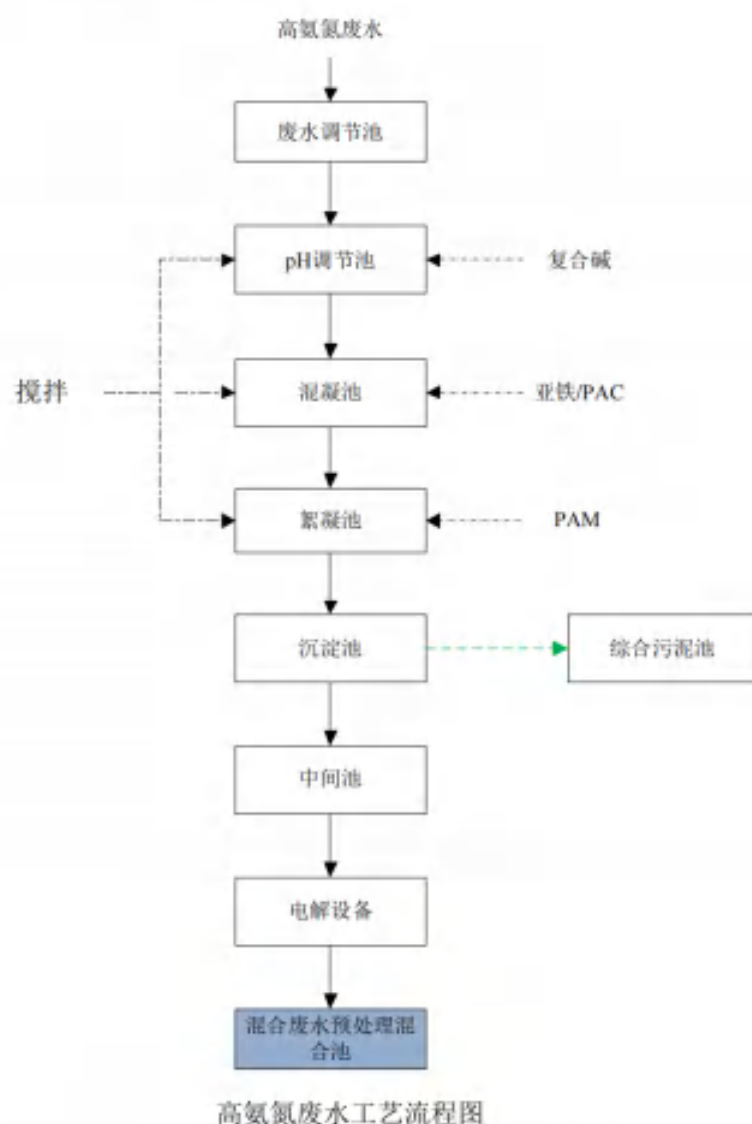 高氨氮废水
废水调节池
pH调节池
复合碱
搅拌
混凝池
亚铁/PAC
絮凝池
PAM
沉淀池
综合污泥池
中间池
电解设备
混合废水预处理混
合池
高氨氮废水工艺流程图